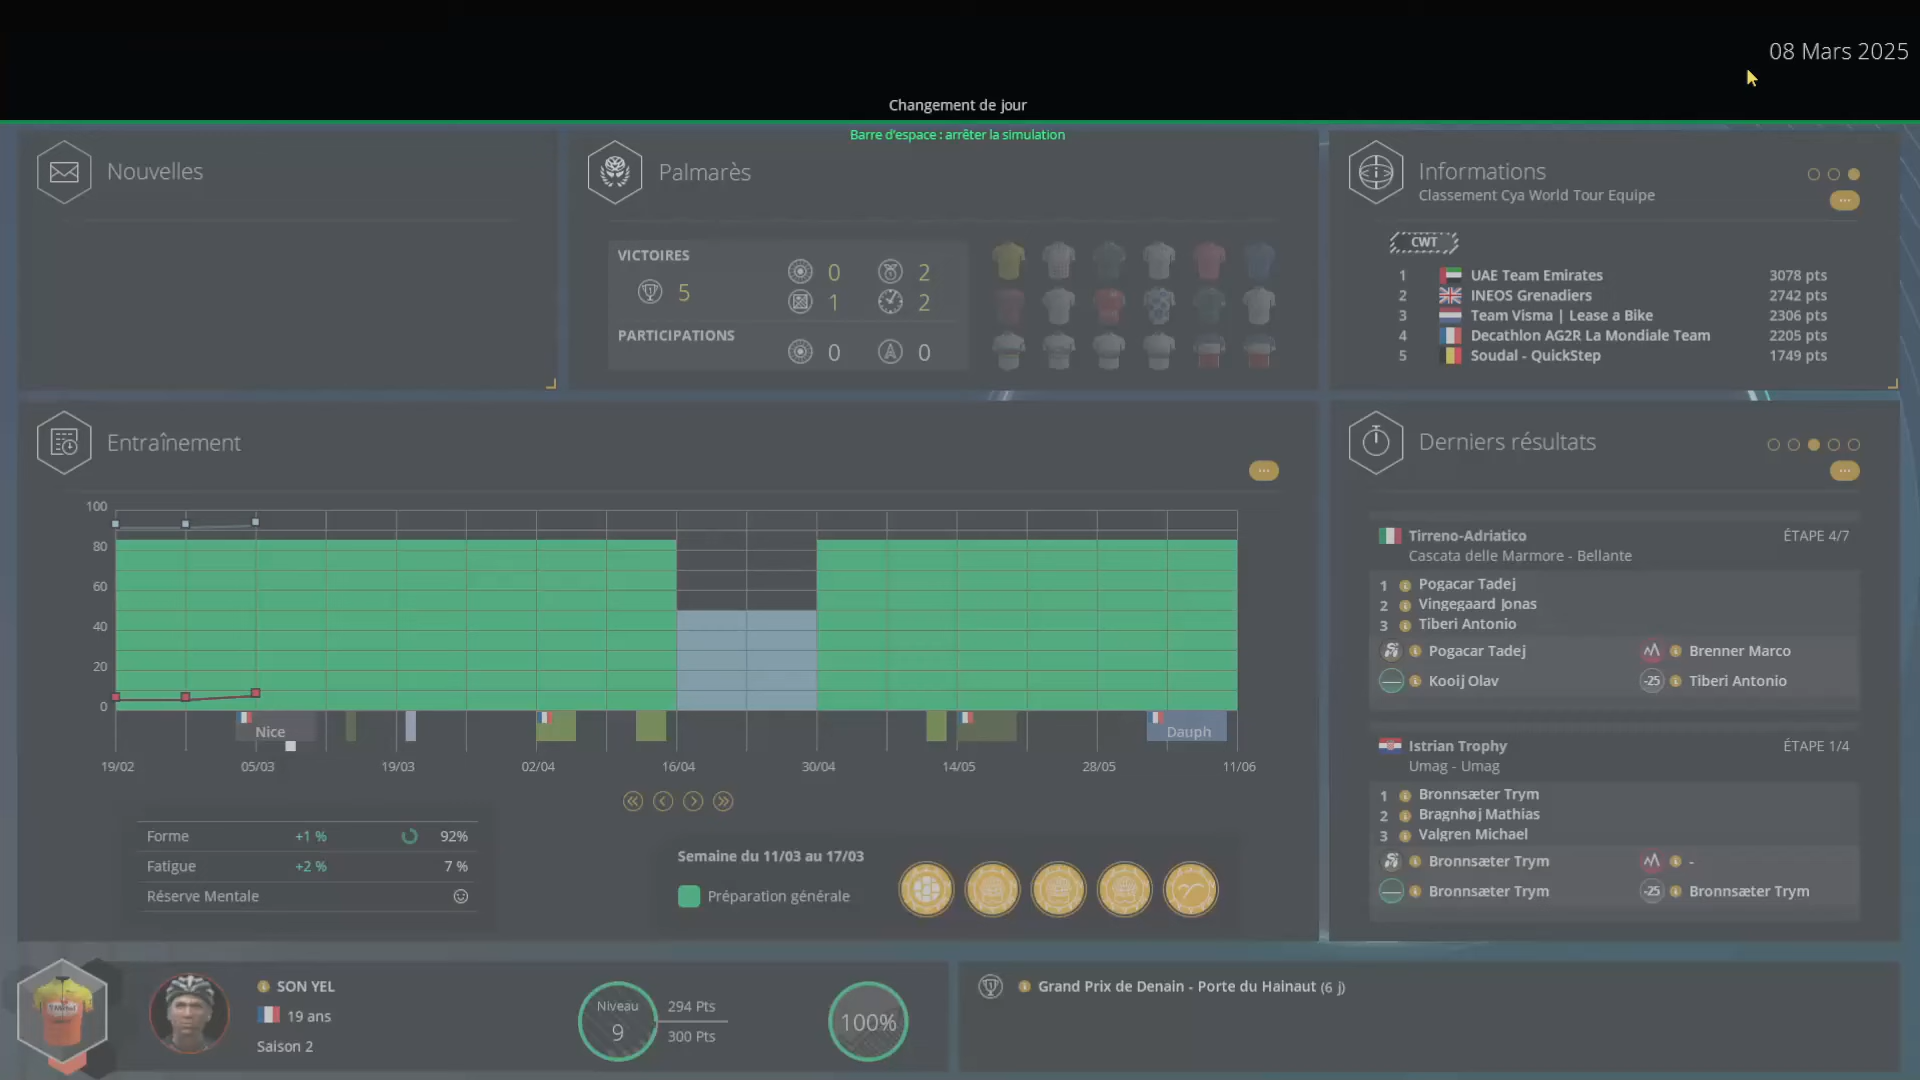 08 Mars 2025
Changement de jour
Barre d'espace : arrêter la simulation
Nouvelles
Palmarès
VICTOIRES
5
0
2
1
2
PARTICIPATIONS
0
0
Informations
Classement Cya World Tour Equipe
...
CWT
1 UAE Team Emirates 3078 pts
2 INEOS Grenadiers 2742 pts
3 Team Visma | Lease a Bike 2306 pts
4 Decathlon AG2R La Mondiale Team 2205 pts
5 Soudal - QuickStep 1749 pts
Entraînement
...
100
80
60
40
20
0
Nice
Dauph
19/02 05/03 19/03 02/04 16/04 30/04 14/05 28/05 11/06
Forme +1 % 92%
Fatigue +2 % 7 %
Réserve Mentale
Semaine du 11/03 au 17/03
Préparation générale
Derniers résultats
...
Tirreno-Adriatico ÉTAPE 4/7
Cascata delle Marmore - Bellante
1 Pogacar Tadej
2 Vingegaard Jonas
3 Tiberi Antonio
Pogacar Tadej Brenner Marco
Kooij Olav -25 Tiberi Antonio
Istrian Trophy ÉTAPE 1/4
Umag - Umag
1 Bronnsæter Trym
2 Bragnhøj Mathias
3 Valgren Michael
Bronnsæter Trym -
Bronnsæter Trym -25 Bronnsæter Trym
SON YEL
19 ans
Saison 2
Niveau
9
294 Pts
300 Pts
100%
Grand Prix de Denain - Porte du Hainaut (6 j)